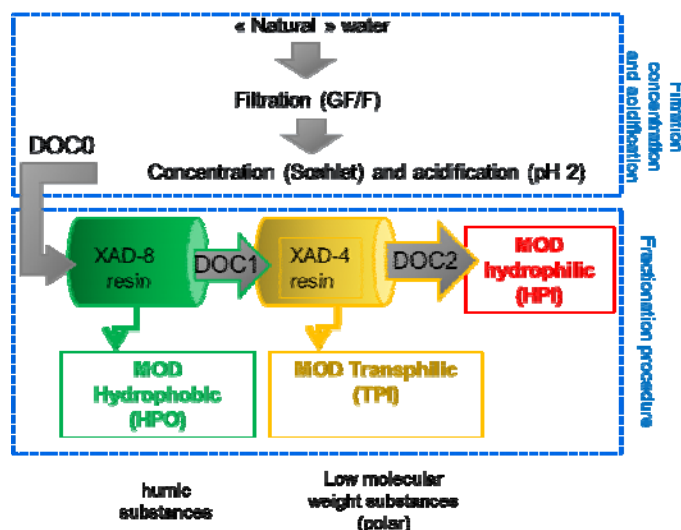 « Natural » water
Filtration (GF/F)
Concentration (Soxhlet) and acidification (pH 2)
Filtration
concentration
and acidification
DOC0
XAD-8
resin
DOC1
XAD-4
resin
DOC2
MOD
hydrophilic
(HPI)
MOD
Hydrophobic
(HPO)
MOD Transphilic
(TPI)
Fractionation procedure
humic
substances
Low molecular
weight substances
(polar)